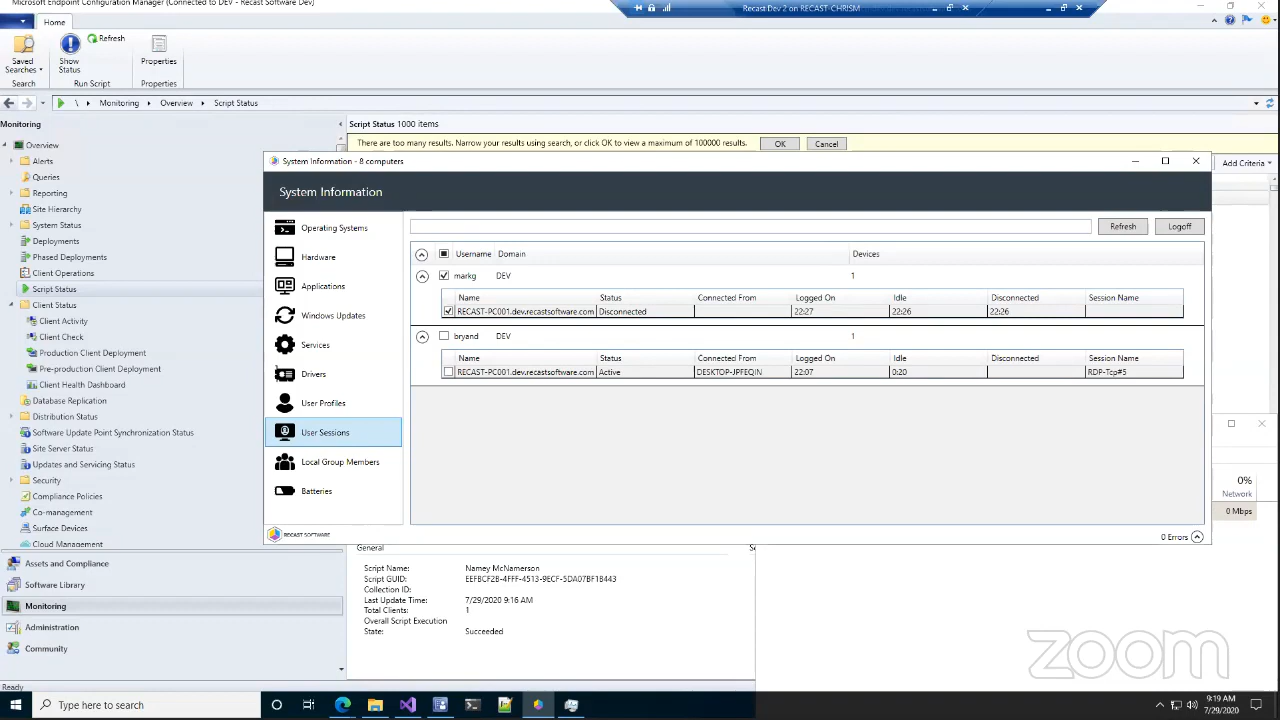 Microsoft Endpoint Configuration Manager (Connected to DEV - Recast Software Dev)
Recast Dev 2 on RECAST-CHRISM
Home
Saved Searches
Show Status
Refresh
Properties
Search
Run Script
Properties
\ Monitoring Overview Script Status
Monitoring
Script Status 1000 items
There are too many results. Narrow your results using search, or click OK to view a maximum of 100000 results.
OK
Cancel
Add Criteria
Overview
Alerts
Queries
Reporting
Site Hierarchy
System Status
Deployments
Phased Deployments
Client Operations
Script Status
Client Status
Client Activity
Client Check
Production Client Deployment
Pre-production Client Deployment
Client Health Dashboard
Database Replication
Distribution Status
Software Update Point Synchronization Status
Site Server Status
Updates and Servicing Status
Security
Compliance Policies
Co-management
Surface Devices
Cloud Management
Assets and Compliance
Software Library
Monitoring
Administration
Community
Ready
System Information - 8 computers
System Information
Operating Systems
Hardware
Applications
Windows Updates
Services
Drivers
User Profiles
User Sessions
Local Group Members
Batteries
RECAST SOFTWARE
Refresh
Logoff
Username Domain Devices
markg DEV 1
Name Status Connected From Logged On Idle Disconnected Session Name
RECAST-PC001.dev.recastsoftware.com Disconnected 22:27 22:26 22:26
bryand DEV 1
Name Status Connected From Logged On Idle Disconnected Session Name
RECAST-PC001.dev.recastsoftware.com Active DESKTOP-JPFEQIN 22:07 0:20 RDP-Tcp#5
0 Errors
0%
Network
0 Mbps
General
Script Name: Namey McNamerson
Script GUID: EEFBCF2B-4FFF-4513-9ECF-5DA07BF18443
Collection ID:
Last Update Time: 7/29/2020 9:16 AM
Total Clients: 1
Overall Script Execution
State: Succeeded
zoom
Type here to search
9:19 AM
7/29/2020